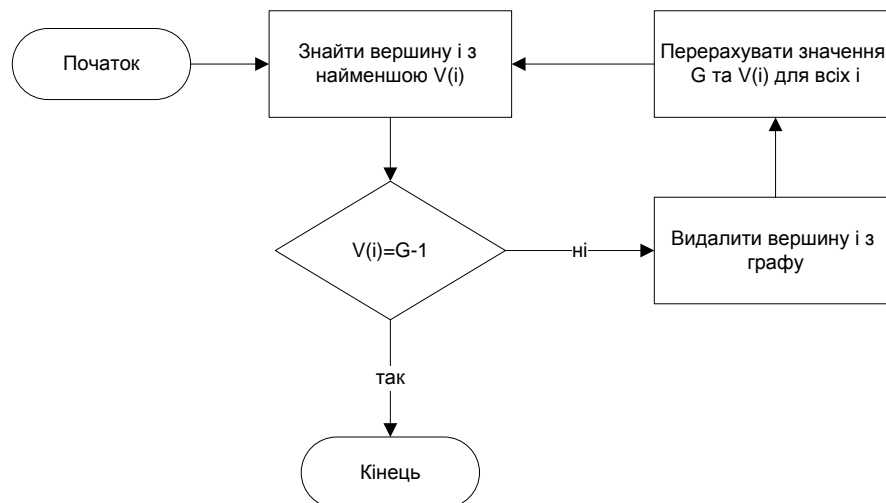 Початок
Знайти вершину і з
найменшою V(i)
Перерахувати значення
G та V(i) для всіх і
V(i)=G-1
ні
Видалити вершину і з
графу
так
Кінець